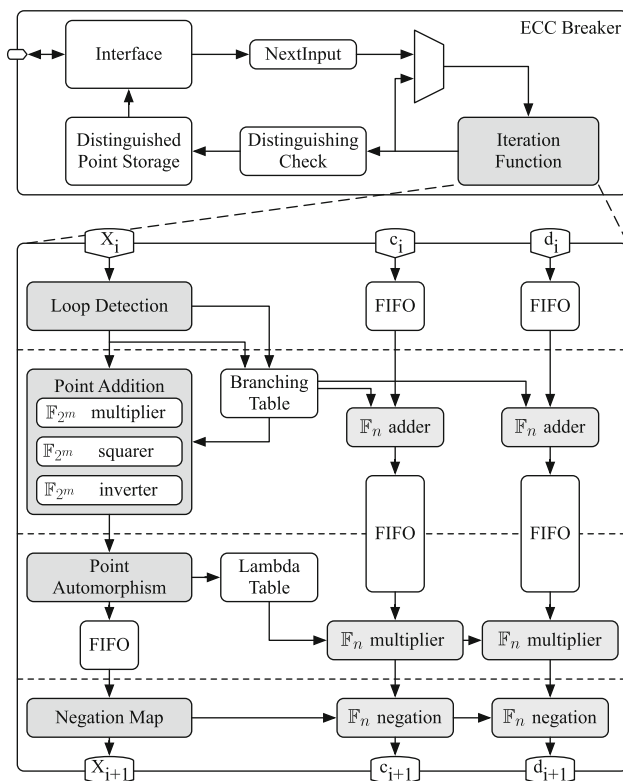 ECC Breaker
Interface
NextInput
Distinguished
Point Storage
Distinguishing
Check
Iteration
Function
X_i
c_i
d_i
Loop Detection
FIFO
FIFO
Point Addition
𝔽_{2^m} multiplier
𝔽_{2^m} squarer
𝔽_{2^m} inverter
Branching
Table
𝔽_n adder
𝔽_n adder
FIFO
FIFO
Point
Automorphism
Lambda
Table
FIFO
𝔽_n multiplier
𝔽_n multiplier
Negation Map
𝔽_n negation
𝔽_n negation
X_{i+1}
c_{i+1}
d_{i+1}